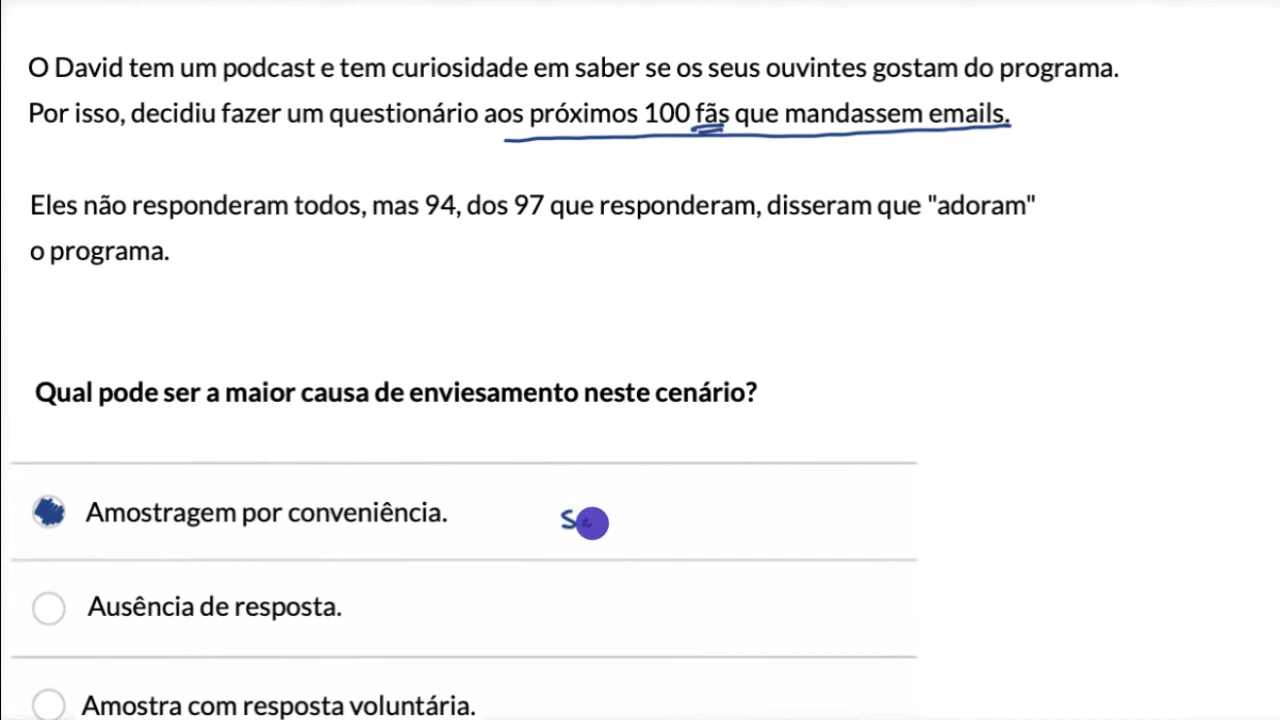 O David tem um podcast e tem curiosidade em saber se os seus ouvintes gostam do programa.
Por isso, decidiu fazer um questionário aos próximos 100 fãs que mandassem emails.
Eles não responderam todos, mas 94, dos 97 que responderam, disseram que "adoram"
o programa.
Qual pode ser a maior causa de enviesamento neste cenário?
Amostragem por conveniência.
Ausência de resposta.
Amostra com resposta voluntária.